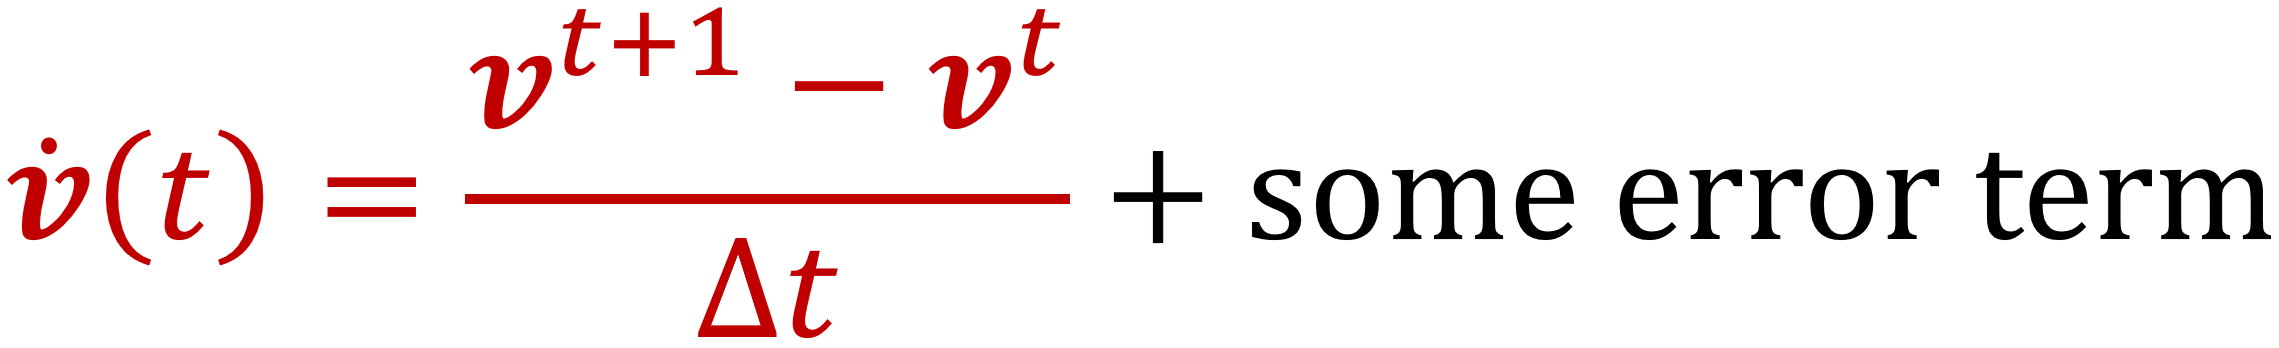 v̇(t) = (v^{t+1} − v^t) / Δt + some error term